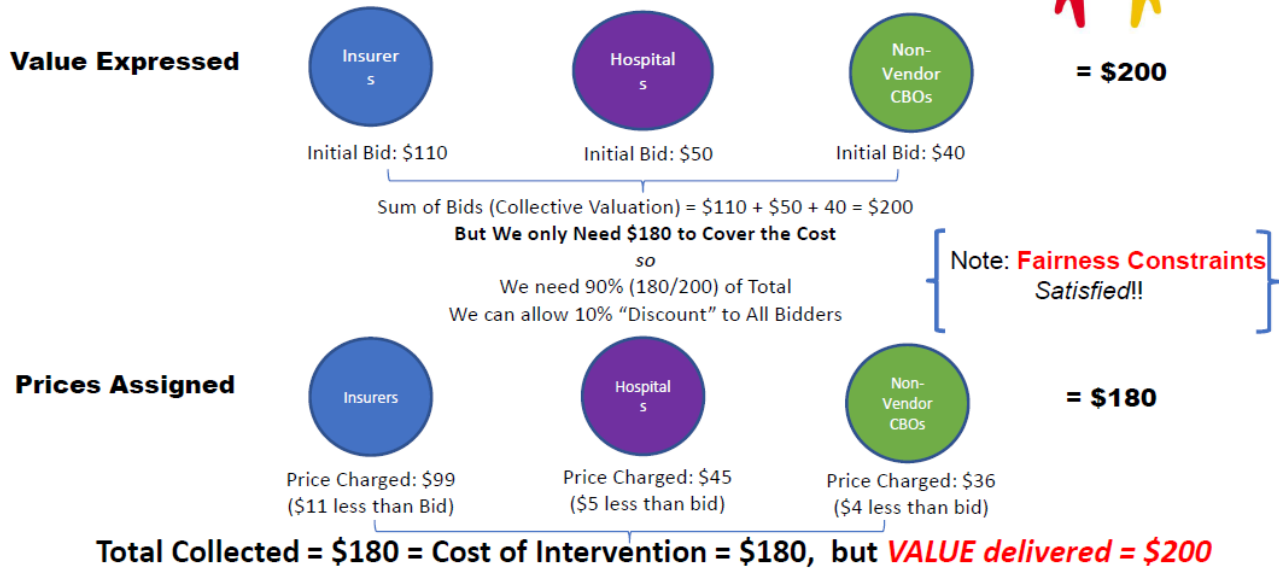 Value Expressed
Insurer
s
Hospital
s
Non-
Vendor
CBOs
= $200
Initial Bid: $110
Initial Bid: $50
Initial Bid: $40
Sum of Bids (Collective Valuation) = $110 + $50 + 40 = $200
But We only Need $180 to Cover the Cost
so
We need 90% (180/200) of Total
We can allow 10% “Discount” to All Bidders
Note: Fairness Constraints
Satisfied!!
Prices Assigned
Insurers
Hospital
s
Non-
Vendor
CBOs
= $180
Price Charged: $99
($11 less than Bid)
Price Charged: $45
($5 less than bid)
Price Charged: $36
($4 less than bid)
Total Collected = $180 = Cost of Intervention = $180, but VALUE delivered = $200